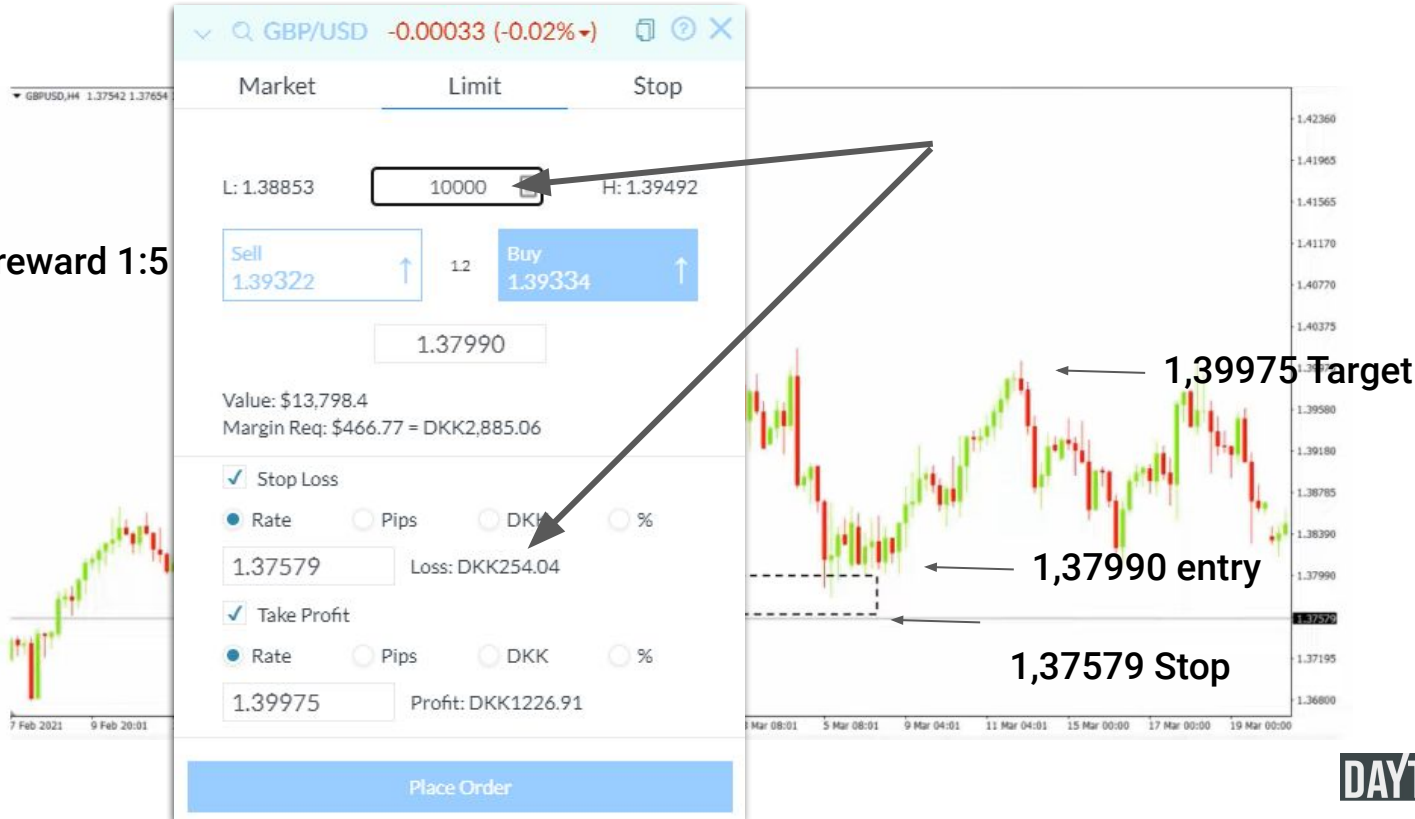 GBP/USD -0.00033 (-0.02%)
Market Limit Stop
GBPUSD,H4 1.37542 1.37654
L: 1.38853 10000 H: 1.39492
reward 1:5
Sell
1.39322
1.2
Buy
1.39334
1.37990
Value: $13,798.4
Margin Req: $466.77 = DKK2,885.06
Stop Loss
Rate Pips DKK %
1.37579 Loss: DKK254.04
Take Profit
Rate Pips DKK %
1.39975 Profit: DKK1226.91
Place Order
1,39975 Target
1,37990 entry
1,37579 Stop
1.42360
1.41965
1.41565
1.41170
1.40770
1.40375
1.39580
1.39180
1.38785
1.38390
1.37990
1.37579
1.37195
1.36800
7 Feb 2021 9 Feb 20:01 Mar 08:01 5 Mar 08:01 9 Mar 04:01 11 Mar 04:01 15 Mar 00:00 17 Mar 00:00 19 Mar 00:00